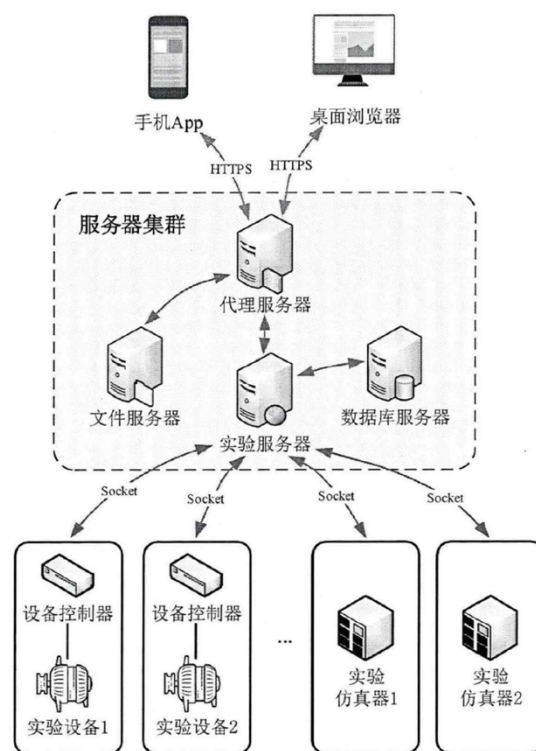 手机App
桌面浏览器
HTTPS
HTTPS
服务器集群
代理服务器
文件服务器
实验服务器
数据库服务器
Socket
Socket
Socket
Socket
设备控制器
设备控制器
实验设备1
实验设备2
...
实验
仿真器1
实验
仿真器2